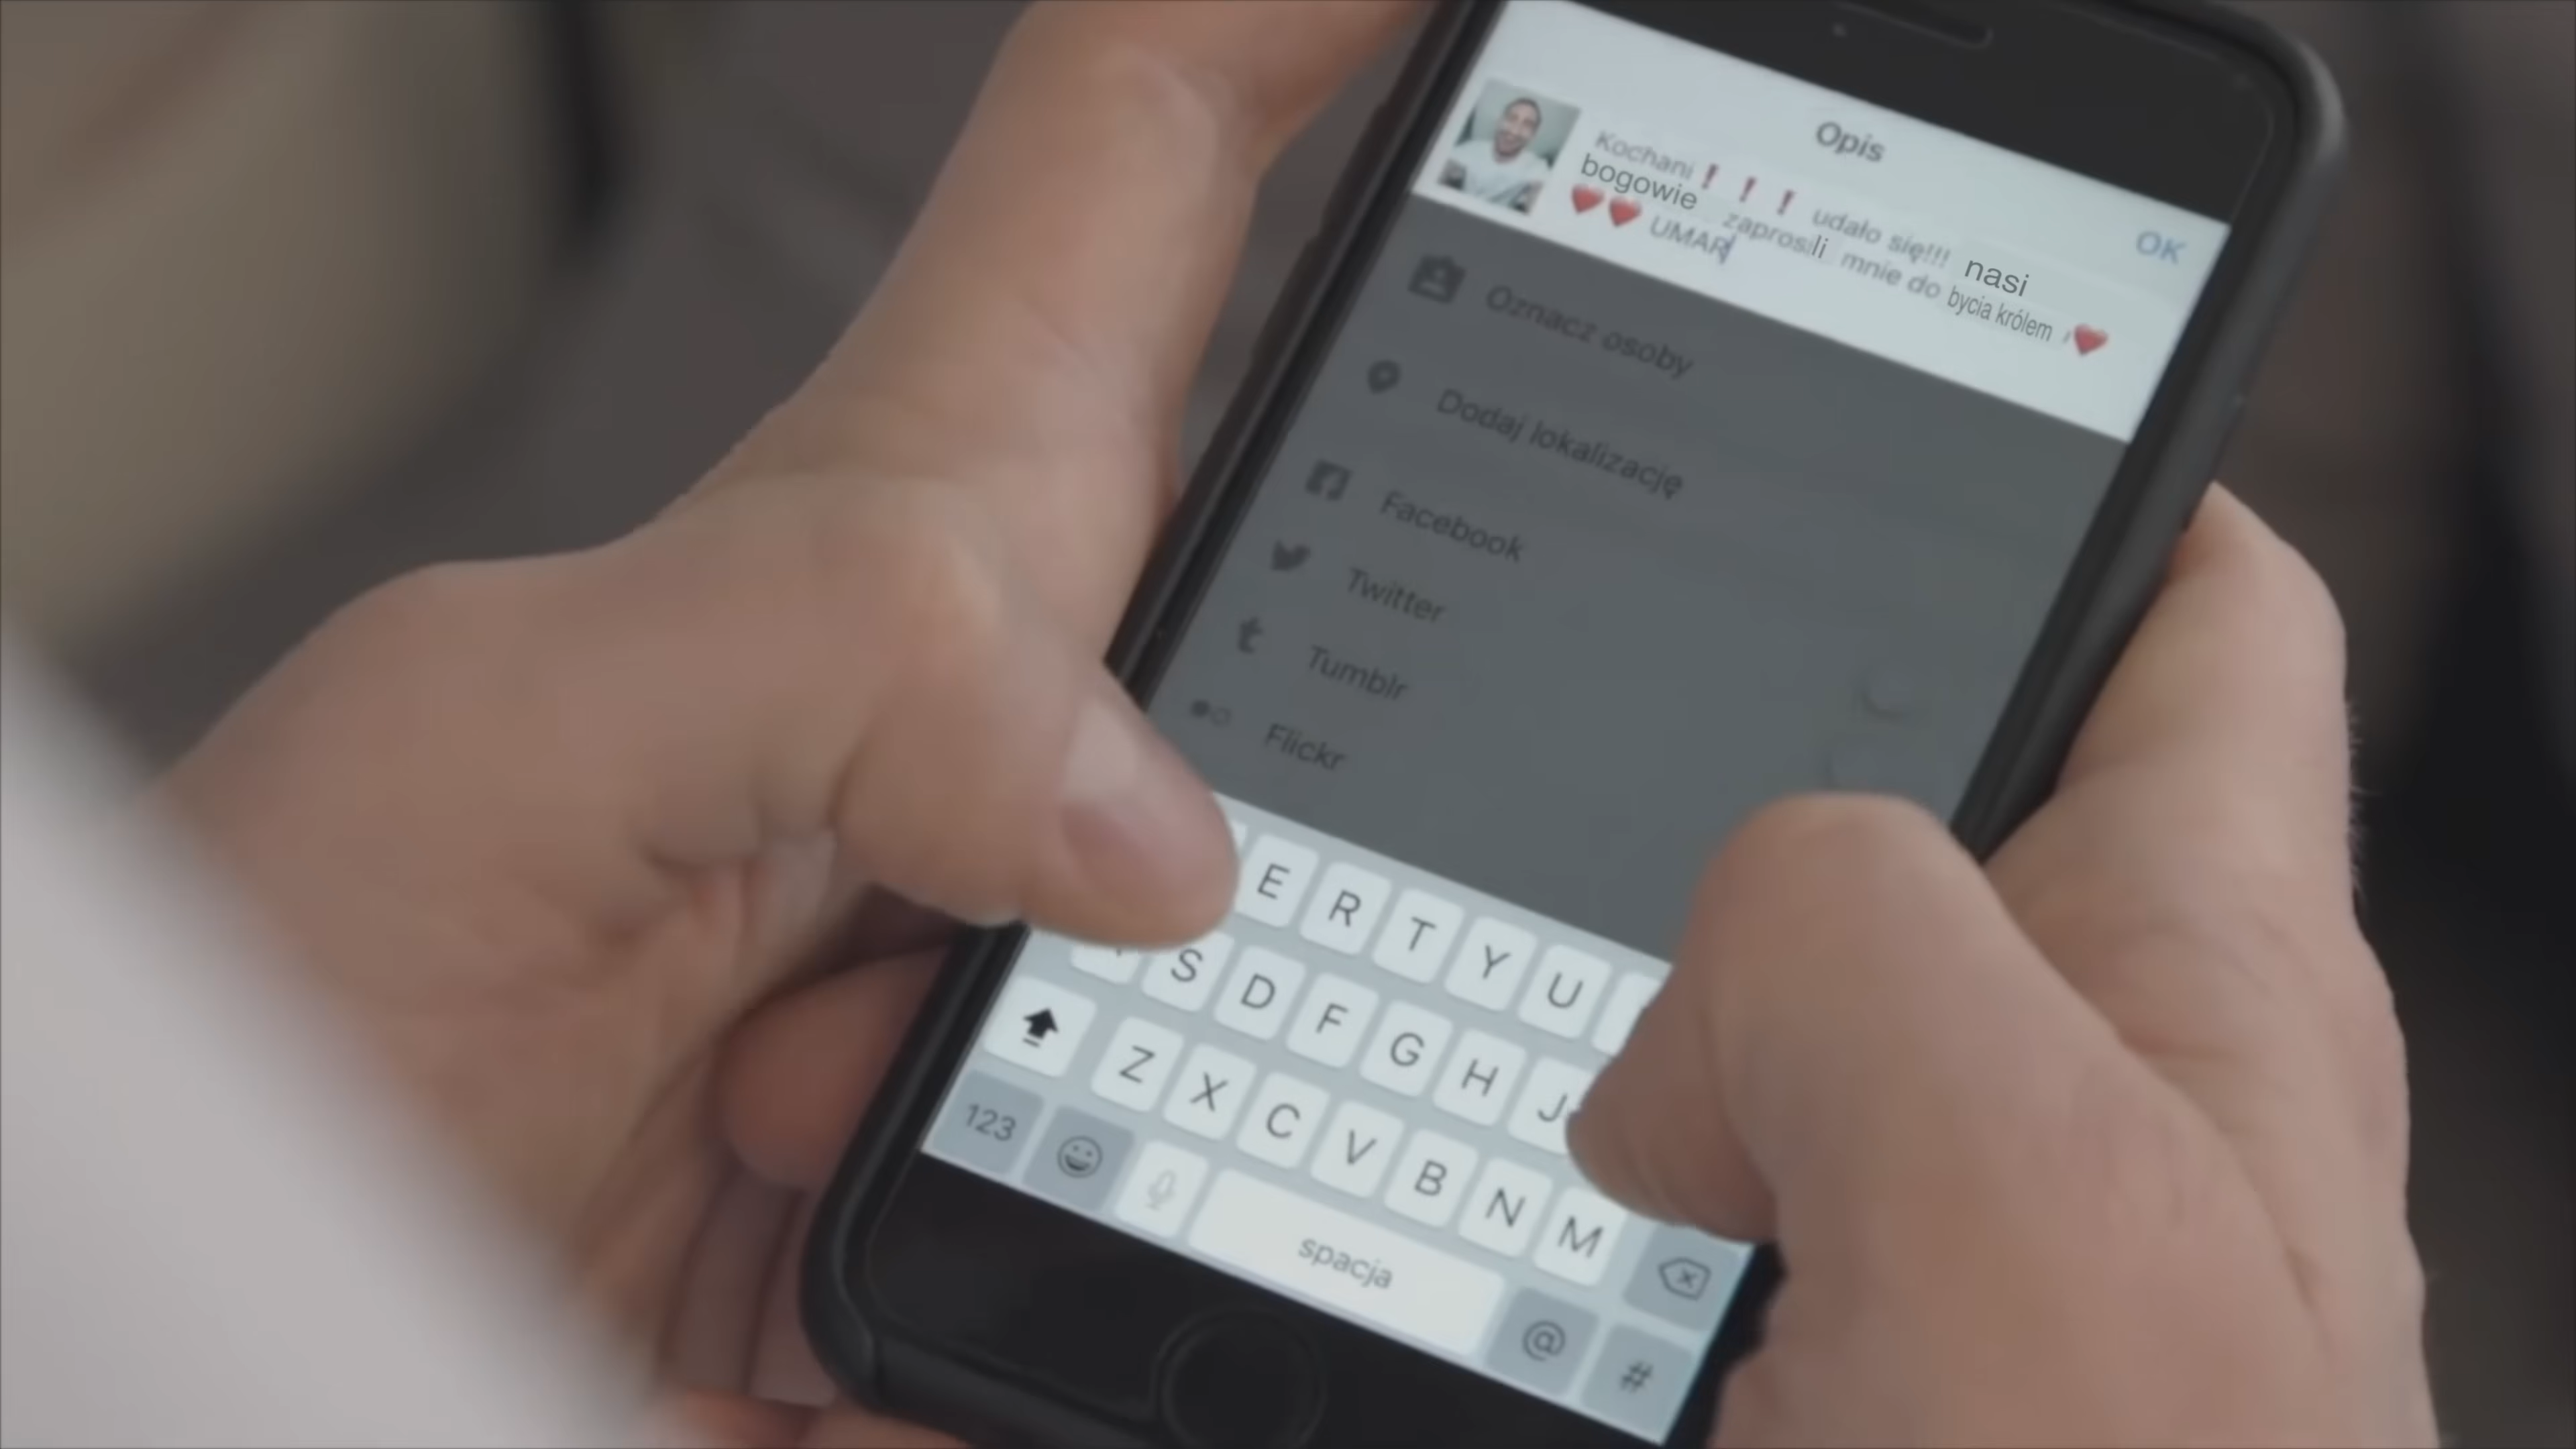 Opis
OK
Kochani❗❗❗ udało się!!! nasi
bogowie zaprosili mnie do bycia królem ❤️
❤️❤️ UMAR
Oznacz osoby
Dodaj lokalizację
Facebook
Twitter
Tumblr
Flickr
E R T Y U
S D F G H J
Z X C V B N M
123 spacja @ #